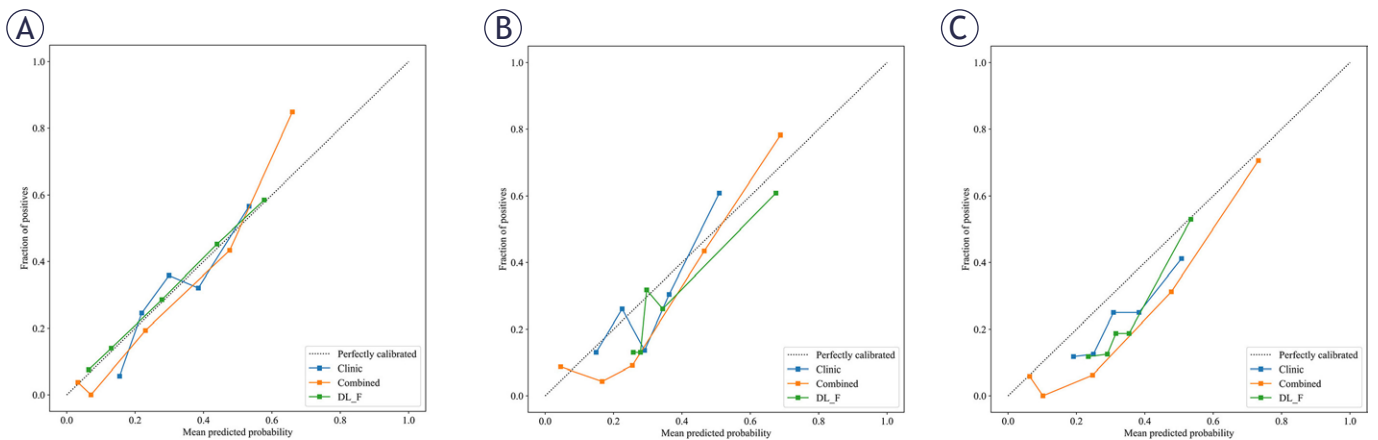 A
1.0
0.8
0.6
0.4
0.2
0.0
Fraction of positives
0.0 0.2 0.4 0.6 0.8 1.0
Mean predicted probability
Perfectly calibrated
Clinic
Combined
DL_F
B
1.0
0.8
0.6
0.4
0.2
0.0
Fraction of positives
0.0 0.2 0.4 0.6 0.8 1.0
Mean predicted probability
Perfectly calibrated
Clinic
Combined
DL_F
C
1.0
0.8
0.6
0.4
0.2
0.0
Fraction of positives
0.0 0.2 0.4 0.6 0.8 1.0
Mean predicted probability
Perfectly calibrated
Clinic
Combined
DL_F